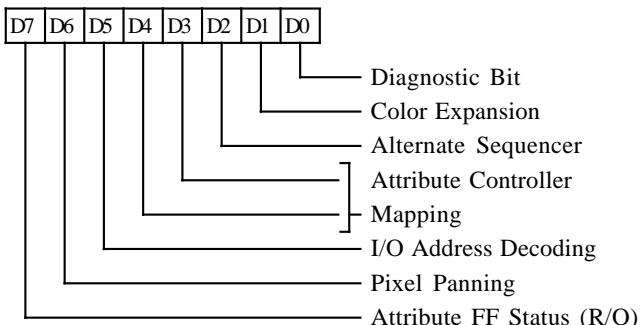 D7 D6 D5 D4 D3 D2 D1 D0
Diagnostic Bit
Color Expansion
Alternate Sequencer
Attribute Controller
Mapping
I/O Address Decoding
Pixel Panning
Attribute FF Status (R/O)